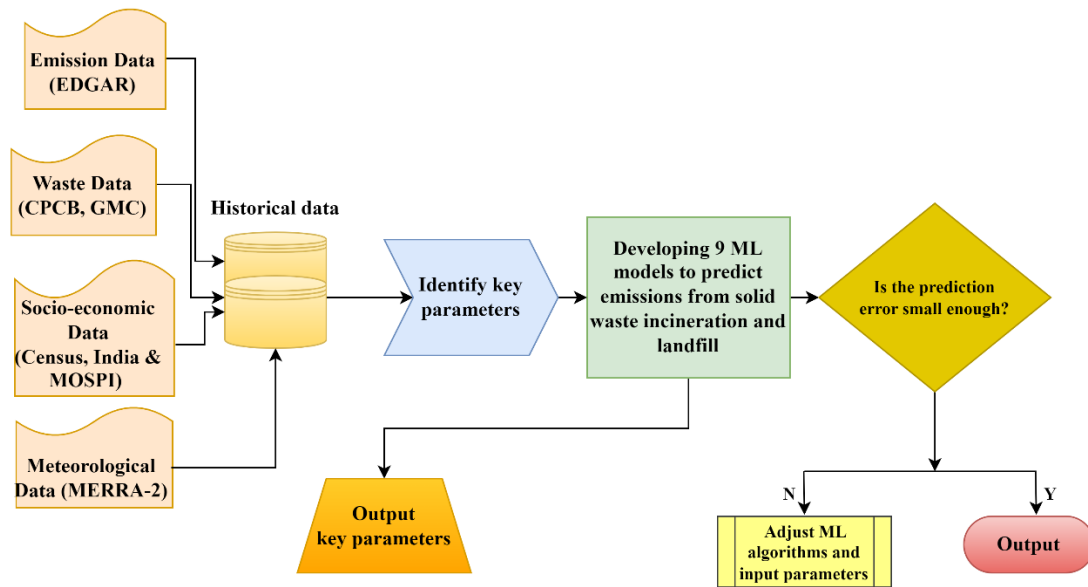 Emission Data
(EDGAR)
Waste Data
(CPCB, GMC)
Socio-economic
Data
(Census, India &
MOSPI)
Meteorological
Data (MERRA-2)
Historical data
Identify key
parameters
Developing 9 ML
models to predict
emissions from solid
waste incineration and
landfill
Is the prediction
error small enough?
Output
key parameters
N
Y
Adjust ML
algorithms and
input parameters
Output